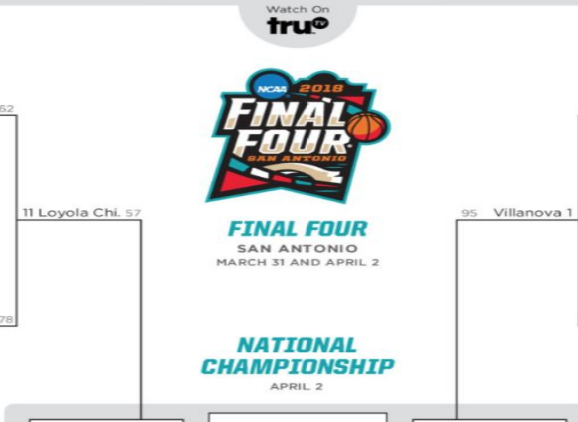 Watch On
truTV
52
NCAA 2018
FINAL
FOUR
SAN ANTONIO
11 Loyola Chi. 57
95 Villanova 1
FINAL FOUR
SAN ANTONIO
MARCH 31 AND APRIL 2
78
NATIONAL
CHAMPIONSHIP
APRIL 2